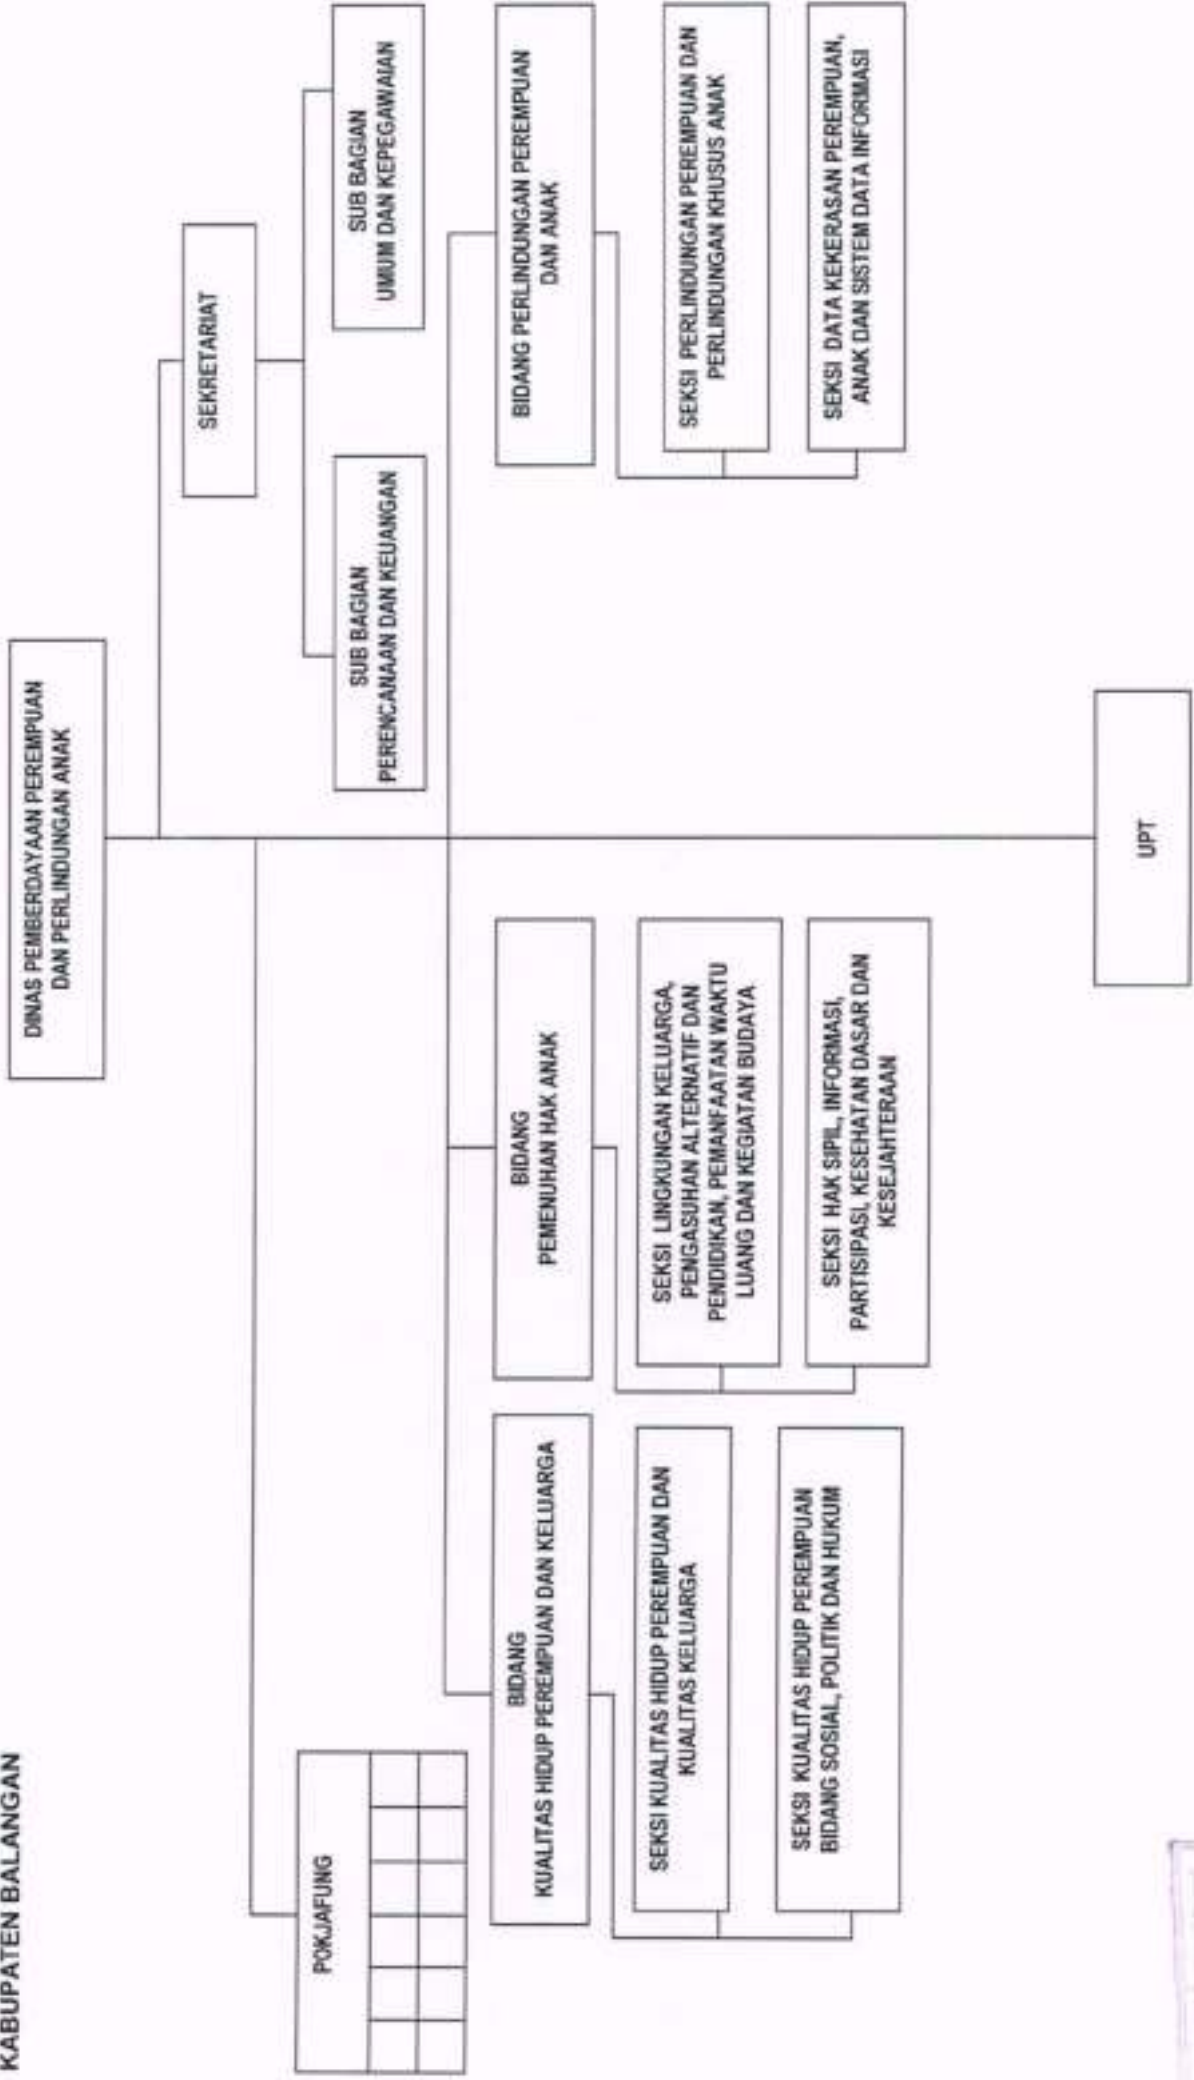 KABUPATEN BALANGAN
DINAS PEMBERDAYAAN PEREMPUAN
DAN PERLINDUNGAN ANAK
SEKRETARIAT
POKJAFUNG
SUB BAGIAN
PERENCANAAN DAN KEUANGAN
SUB BAGIAN
UMUM DAN KEPEGAWAIAN
BIDANG
KUALITAS HIDUP PEREMPUAN DAN KELUARGA
BIDANG
PEMENUHAN HAK ANAK
BIDANG PERLINDUNGAN PEREMPUAN
DAN ANAK
SEKSI KUALITAS HIDUP PEREMPUAN DAN
KUALITAS KELUARGA
SEKSI LINGKUNGAN KELUARGA,
PENGASUHAN ALTERNATIF DAN
PENDIDIKAN, PEMANFAATAN WAKTU
LUANG DAN KEGIATAN BUDAYA
SEKSI PERLINDUNGAN PEREMPUAN DAN
PERLINDUNGAN KHUSUS ANAK
SEKSI KUALITAS HIDUP PEREMPUAN
BIDANG SOSIAL, POLITIK DAN HUKUM
SEKSI HAK SIPIL, INFORMASI,
PARTISIPASI, KESEHATAN DASAR DAN
KESEJAHTERAAN
SEKSI DATA KEKERASAN PEREMPUAN,
ANAK DAN SISTEM DATA INFORMASI
UPT